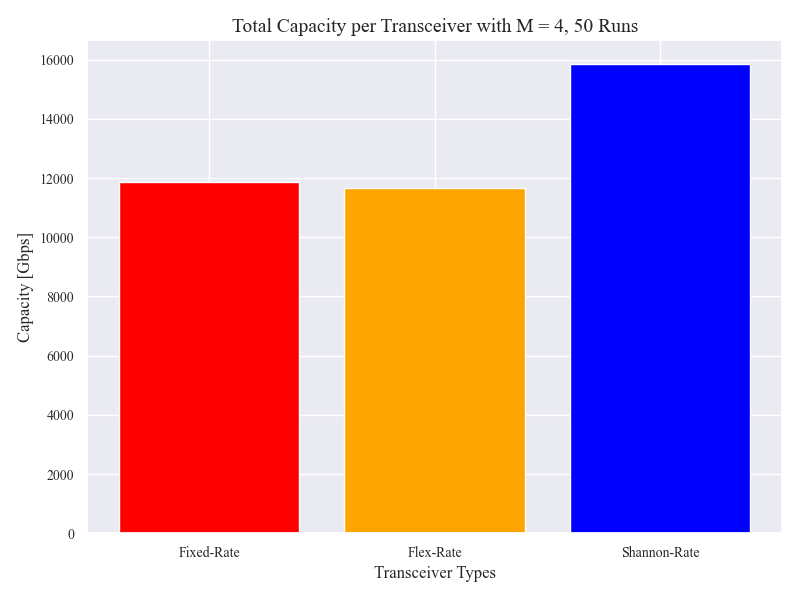 Total Capacity per Transceiver with M = 4, 50 Runs
16000
14000
12000
10000
8000
6000
4000
2000
0
Capacity [Gbps]
Fixed-Rate
Flex-Rate
Shannon-Rate
Transceiver Types